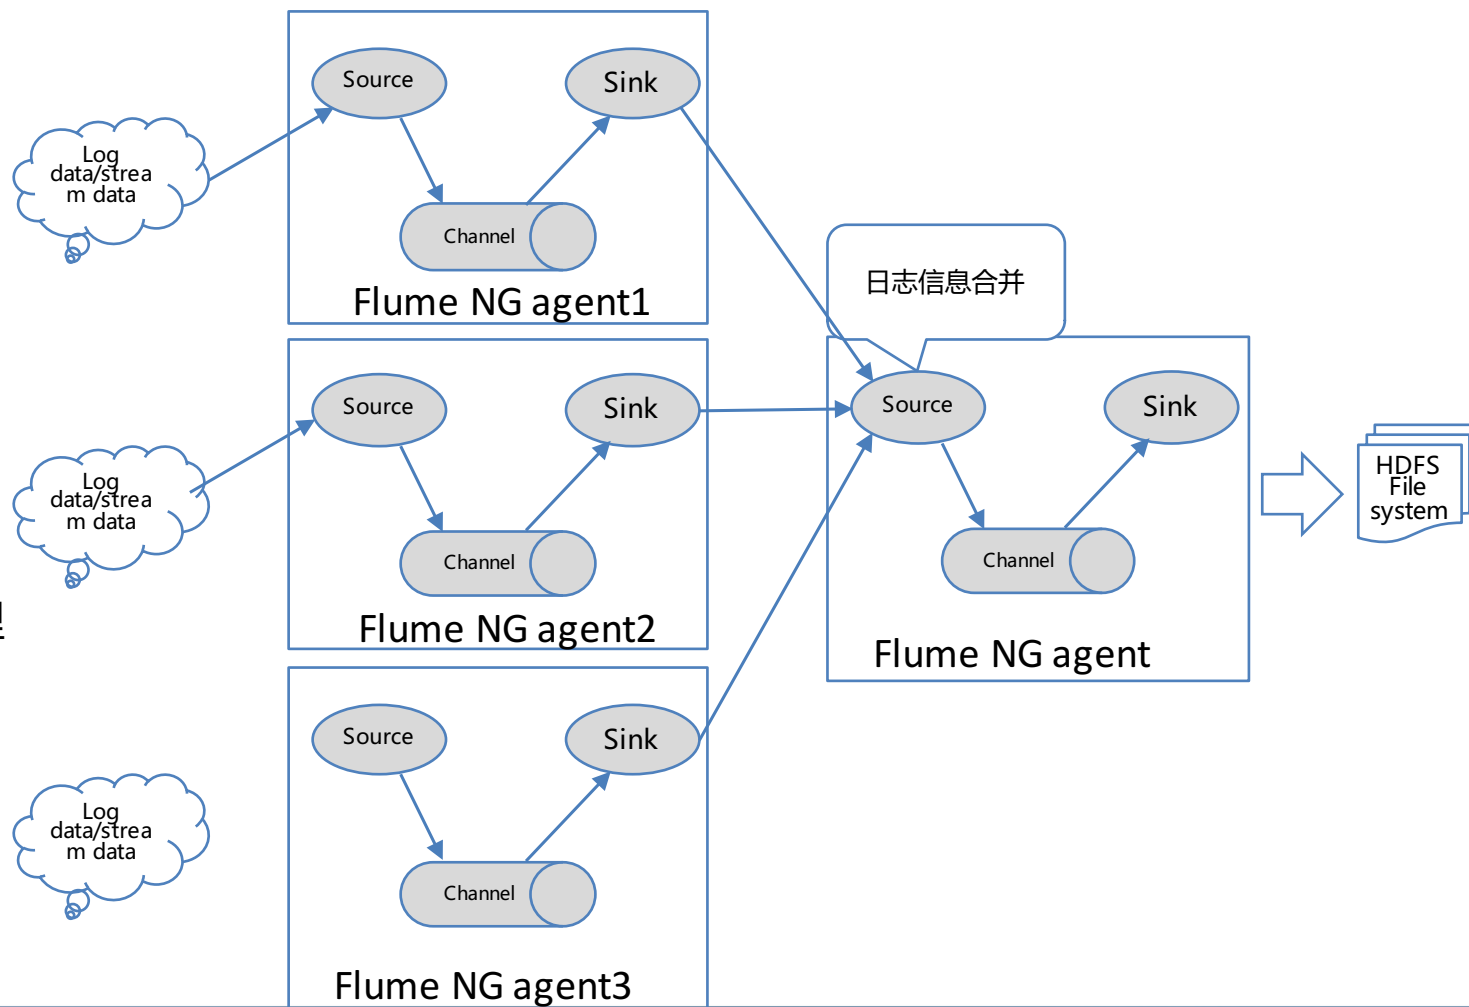 Source
Sink
Log
data/strea
m data
Channel
Flume NG agent1
日志信息合并
Source
Sink
Log
data/strea
m data
Channel
Flume NG agent2
Source
Sink
Channel
Flume NG agent
HDFS
File
system
Source
Sink
Log
data/strea
m data
Channel
Flume NG agent3